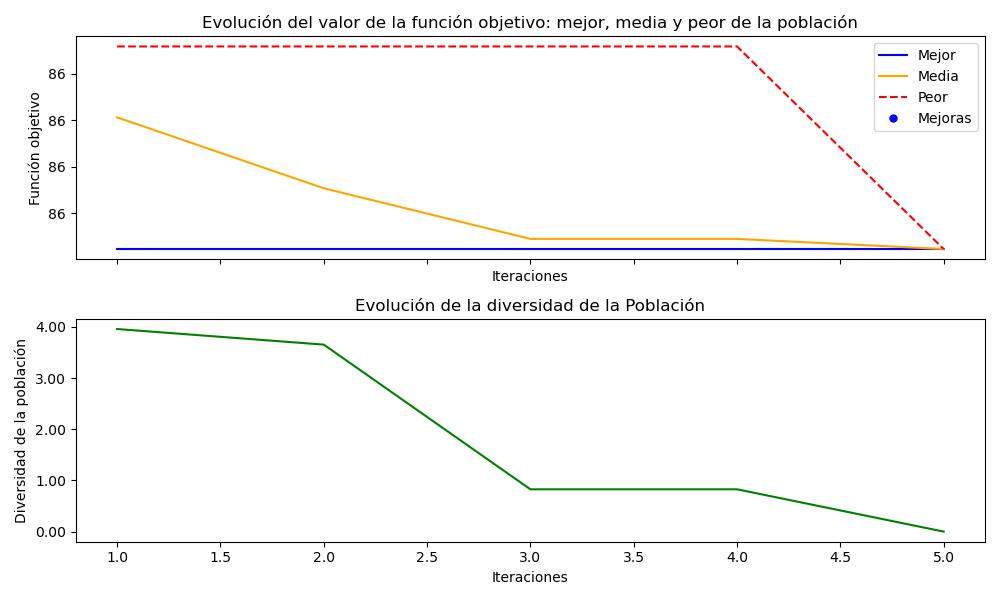 Evolución del valor de la función objetivo: mejor, media y peor de la población
Función objetivo
86
86
86
86
Mejor
Media
Peor
Mejoras
Iteraciones
Evolución de la diversidad de la Población
Diversidad de la población
4.00
3.00
2.00
1.00
0.00
1.0 1.5 2.0 2.5 3.0 3.5 4.0 4.5 5.0
Iteraciones